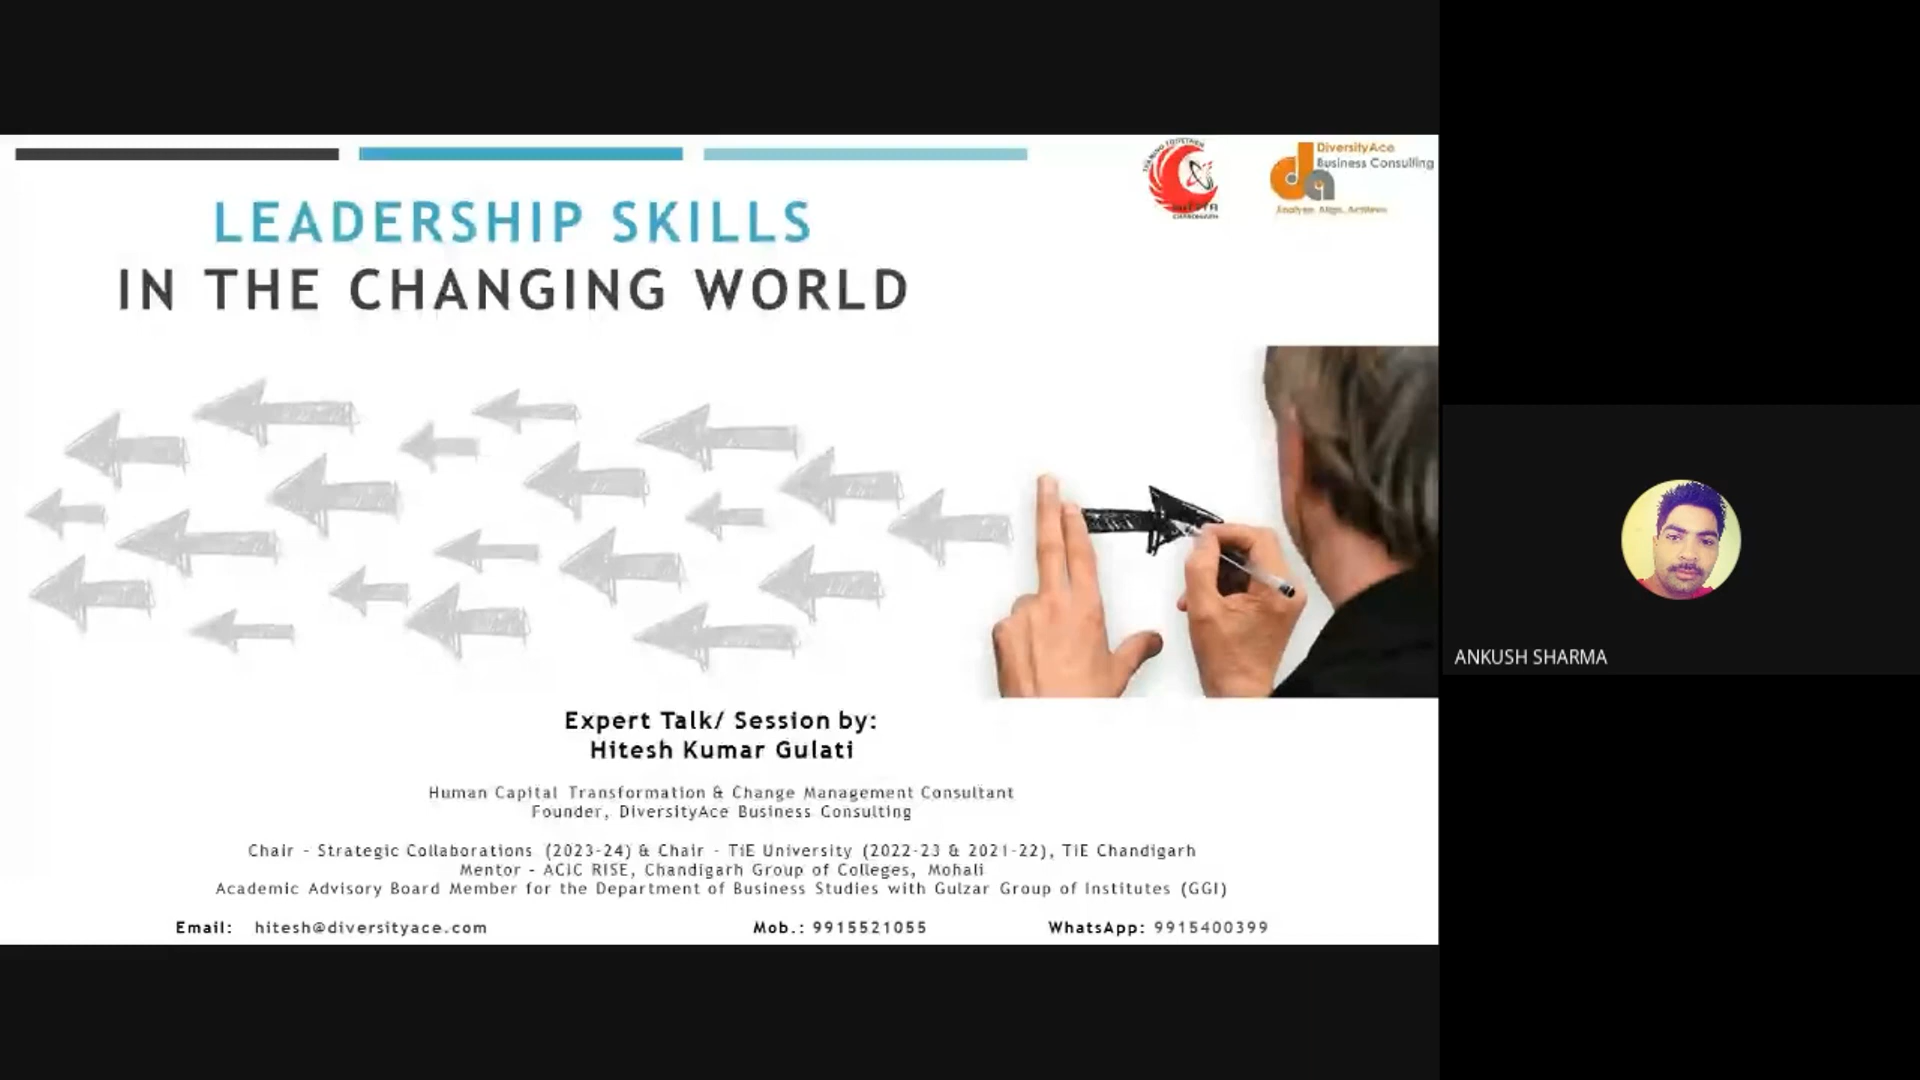 DiversityAce
Business Consulting
Analyse. Align. Achieve.
LEADERSHIP SKILLS
IN THE CHANGING WORLD
Expert Talk/ Session by:
Hitesh Kumar Gulati
Human Capital Transformation & Change Management Consultant
Founder, DiversityAce Business Consulting
Chair - Strategic Collaborations (2023-24) & Chair - TiE University (2022-23 & 2021-22), TiE Chandigarh
Mentor - ACIC RISE, Chandigarh Group of Colleges, Mohali
Academic Advisory Board Member for the Department of Business Studies with Gulzar Group of Institutes (GGI)
Email: hitesh@diversityace.com Mob.: 9915521055 WhatsApp: 9915400399
ANKUSH SHARMA